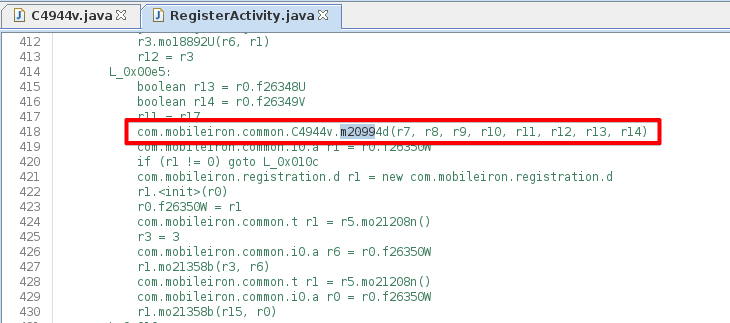 C4944v.java RegisterActivity.java
412 r3.mo18892U(r6, r1)
413 r12 = r3
414 L_0x00e5:
415 boolean r13 = r0.f26348U
416 boolean r14 = r0.f26349V
417 r11 = r17
418 com.mobileiron.common.C4944v.m20994d(r7, r8, r9, r10, r11, r12, r13, r14)
419 com.mobileiron.common.i0.a r1 = r0.f26350W
420 if (r1 != 0) goto L_0x010c
421 com.mobileiron.registration.d r1 = new com.mobileiron.registration.d
422 r1.<init>(r0)
423 r0.f26350W = r1
424 com.mobileiron.common.t r1 = r5.mo21208n()
425 r3 = 3
426 com.mobileiron.common.i0.a r6 = r0.f26350W
427 r1.mo21358b(r3, r6)
428 com.mobileiron.common.t r1 = r5.mo21208n()
429 com.mobileiron.common.i0.a r0 = r0.f26350W
430 r1.mo21358b(r15, r0)